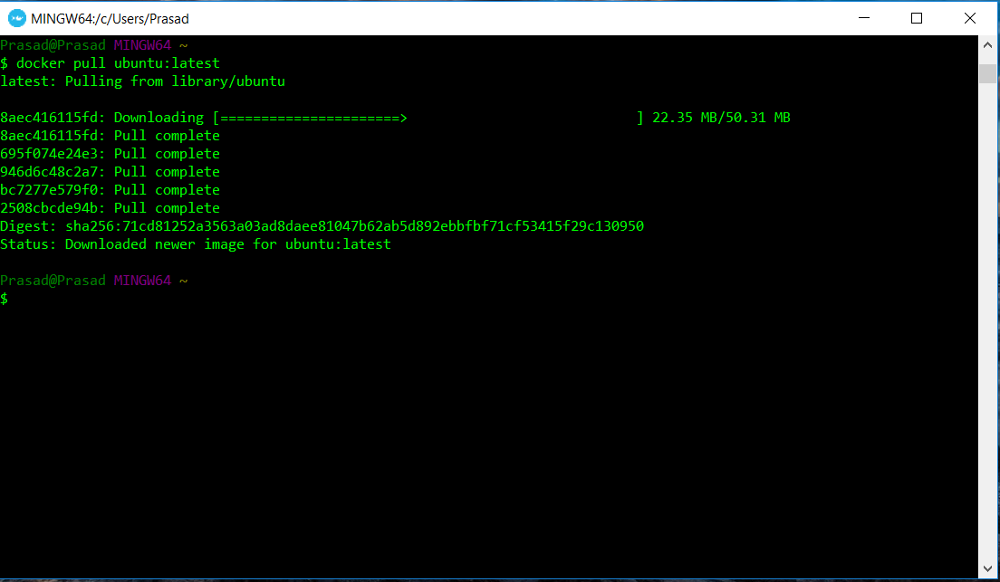 MINGW64:/c/Users/Prasad
Prasad@Prasad MINGW64 ~
$ docker pull ubuntu:latest
latest: Pulling from library/ubuntu
8aec416115fd: Downloading [======================> ] 22.35 MB/50.31 MB
8aec416115fd: Pull complete
695f074e24e3: Pull complete
946d6c48c2a7: Pull complete
bc7277e579f0: Pull complete
2508cbcde94b: Pull complete
Digest: sha256:71cd81252a3563a03ad8daee81047b62ab5d892ebbfbf71cf53415f29c130950
Status: Downloaded newer image for ubuntu:latest
Prasad@Prasad MINGW64 ~
$